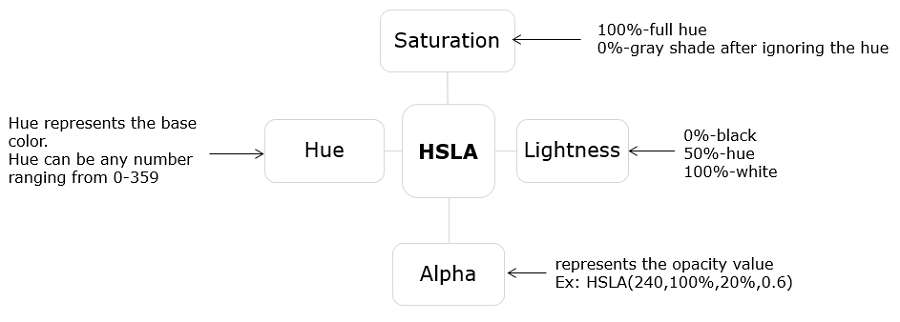 Saturation
100%-full hue
0%-gray shade after ignoring the hue
Hue represents the base
color.
Hue can be any number
ranging from 0-359
Hue
HSLA
Lightness
0%-black
50%-hue
100%-white
Alpha
represents the opacity value
Ex: HSLA(240,100%,20%,0.6)